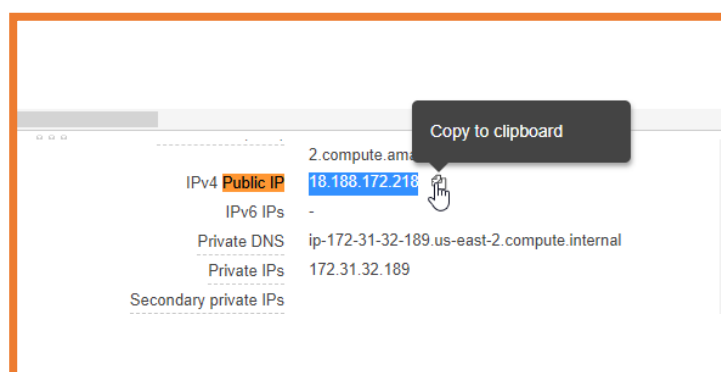 Copy to clipboard
2.compute.ama
IPv4 Public IP 18.188.172.218
IPv6 IPs -
Private DNS ip-172-31-32-189.us-east-2.compute.internal
Private IPs 172.31.32.189
Secondary private IPs